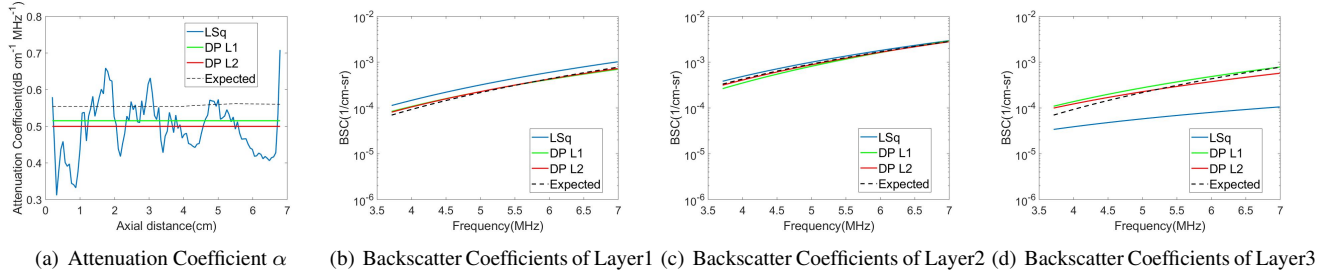 0.8
0.7
0.6
0.5
0.4
0.3
Attenuation Coefficient(dB cm⁻¹ MHz⁻¹)
LSq
DP L1
DP L2
Expected
0 1 2 3 4 5 6 7
Axial distance(cm)
(a) Attenuation Coefficient α
10⁻²
10⁻³
10⁻⁴
10⁻⁵
10⁻⁶
BSC(1/cm-sr)
LSq
DP L1
DP L2
Expected
3.5 4 4.5 5 5.5 6 6.5 7
Frequency(MHz)
(b) Backscatter Coefficients of Layer1
10⁻²
10⁻³
10⁻⁴
10⁻⁵
10⁻⁶
BSC(1/cm-sr)
LSq
DP L1
DP L2
Expected
3.5 4 4.5 5 5.5 6 6.5 7
Frequency(MHz)
(c) Backscatter Coefficients of Layer2
10⁻²
10⁻³
10⁻⁴
10⁻⁵
10⁻⁶
BSC(1/cm-sr)
LSq
DP L1
DP L2
Expected
3.5 4 4.5 5 5.5 6 6.5 7
Frequency(MHz)
(d) Backscatter Coefficients of Layer3